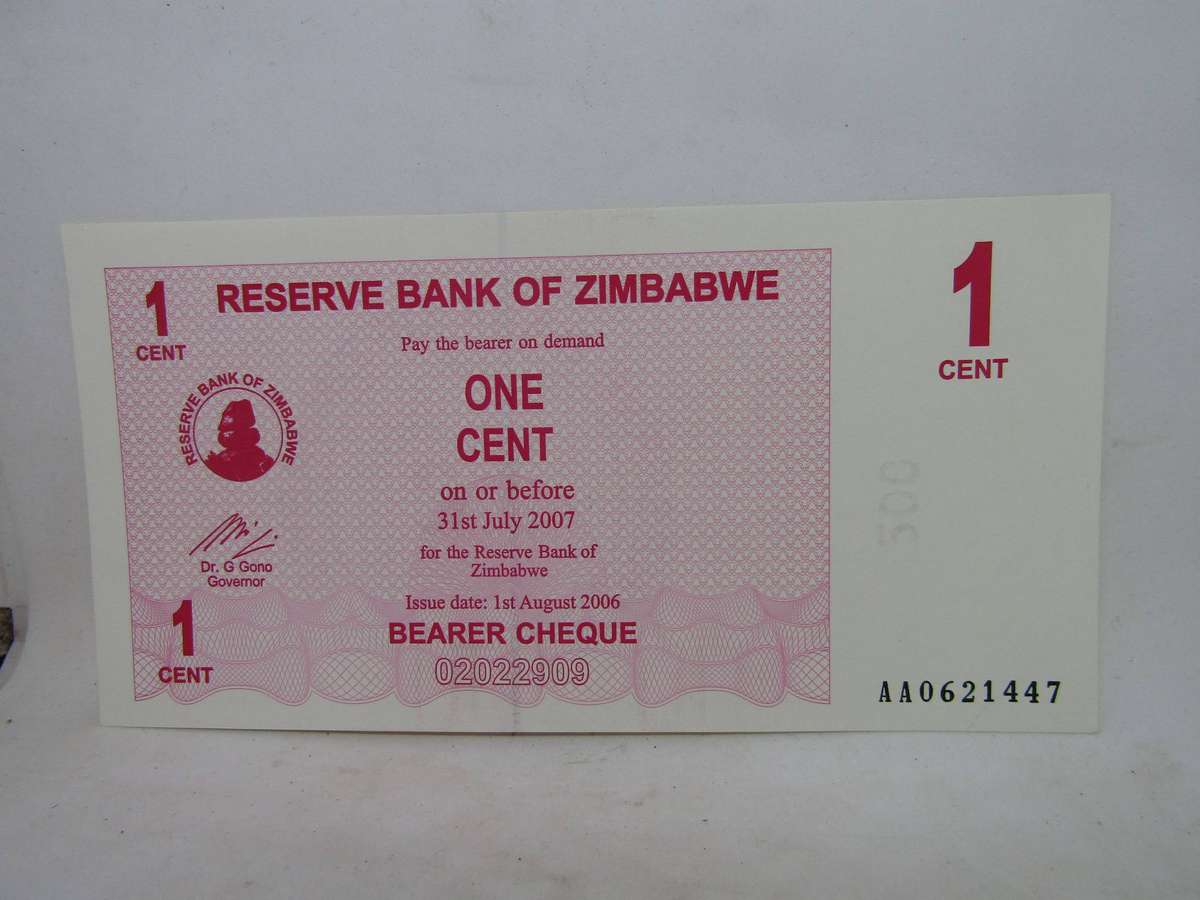 1
CENT
RESERVE BANK OF ZIMBABWE
Pay the bearer on demand
ONE
CENT
on or before
31st July 2007
for the Reserve Bank of
Zimbabwe
Issue date: 1st August 2006
BEARER CHEQUE
02022909
RESERVE BANK OF ZIMBABWE
Dr. G Gono
Governor
1
CENT
1
CENT
500
AA0621447